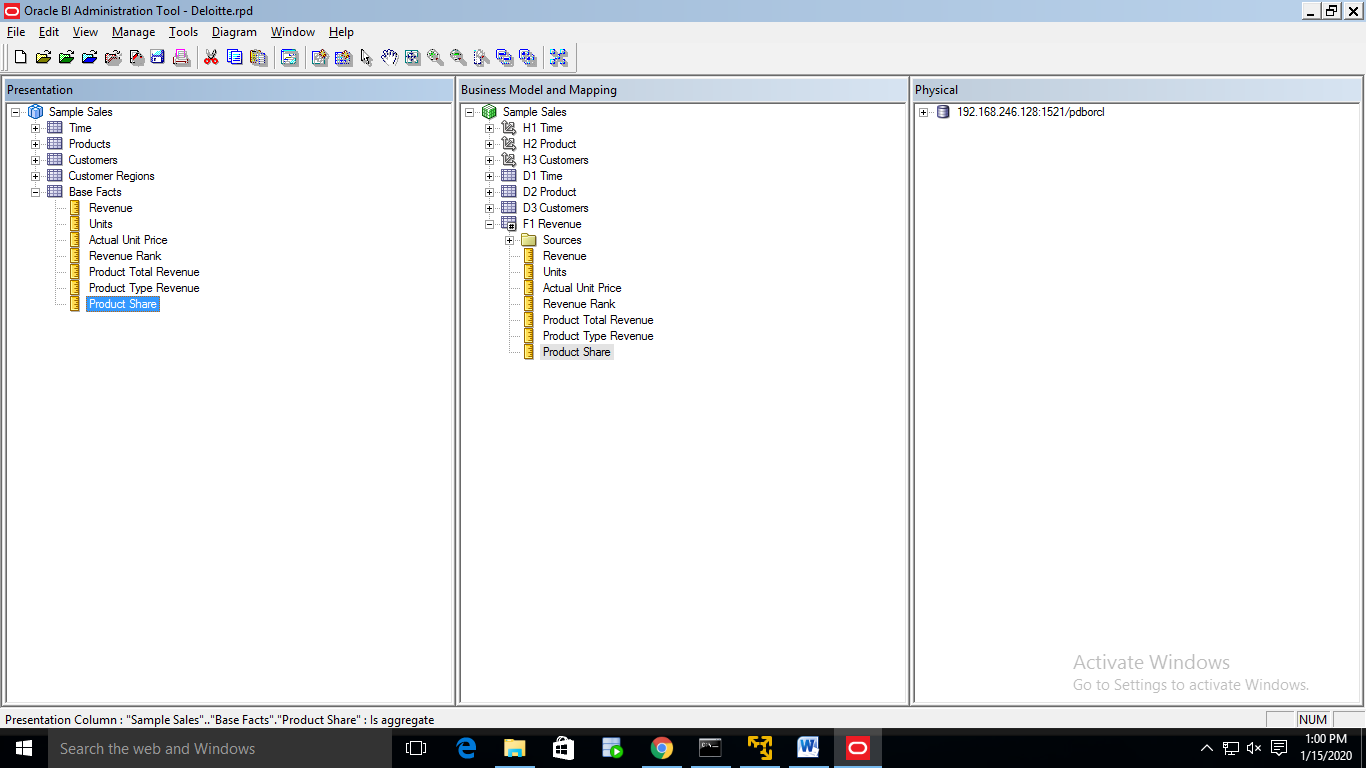 Oracle BI Administration Tool - Deloitte.rpd
File Edit View Manage Tools Diagram Window Help
Presentation
Sample Sales
Time
Products
Customers
Customer Regions
Base Facts
Revenue
Units
Actual Unit Price
Revenue Rank
Product Total Revenue
Product Type Revenue
Product Share
Business Model and Mapping
Sample Sales
H1 Time
H2 Product
H3 Customers
D1 Time
D2 Product
D3 Customers
F1 Revenue
Sources
Revenue
Units
Actual Unit Price
Revenue Rank
Product Total Revenue
Product Type Revenue
Product Share
Physical
192.168.246.128:1521/pdborcl
Activate Windows
Go to Settings to activate Windows.
Presentation Column : "Sample Sales".."Base Facts"."Product Share" : Is aggregate
NUM
Search the web and Windows
1:00 PM
1/15/2020